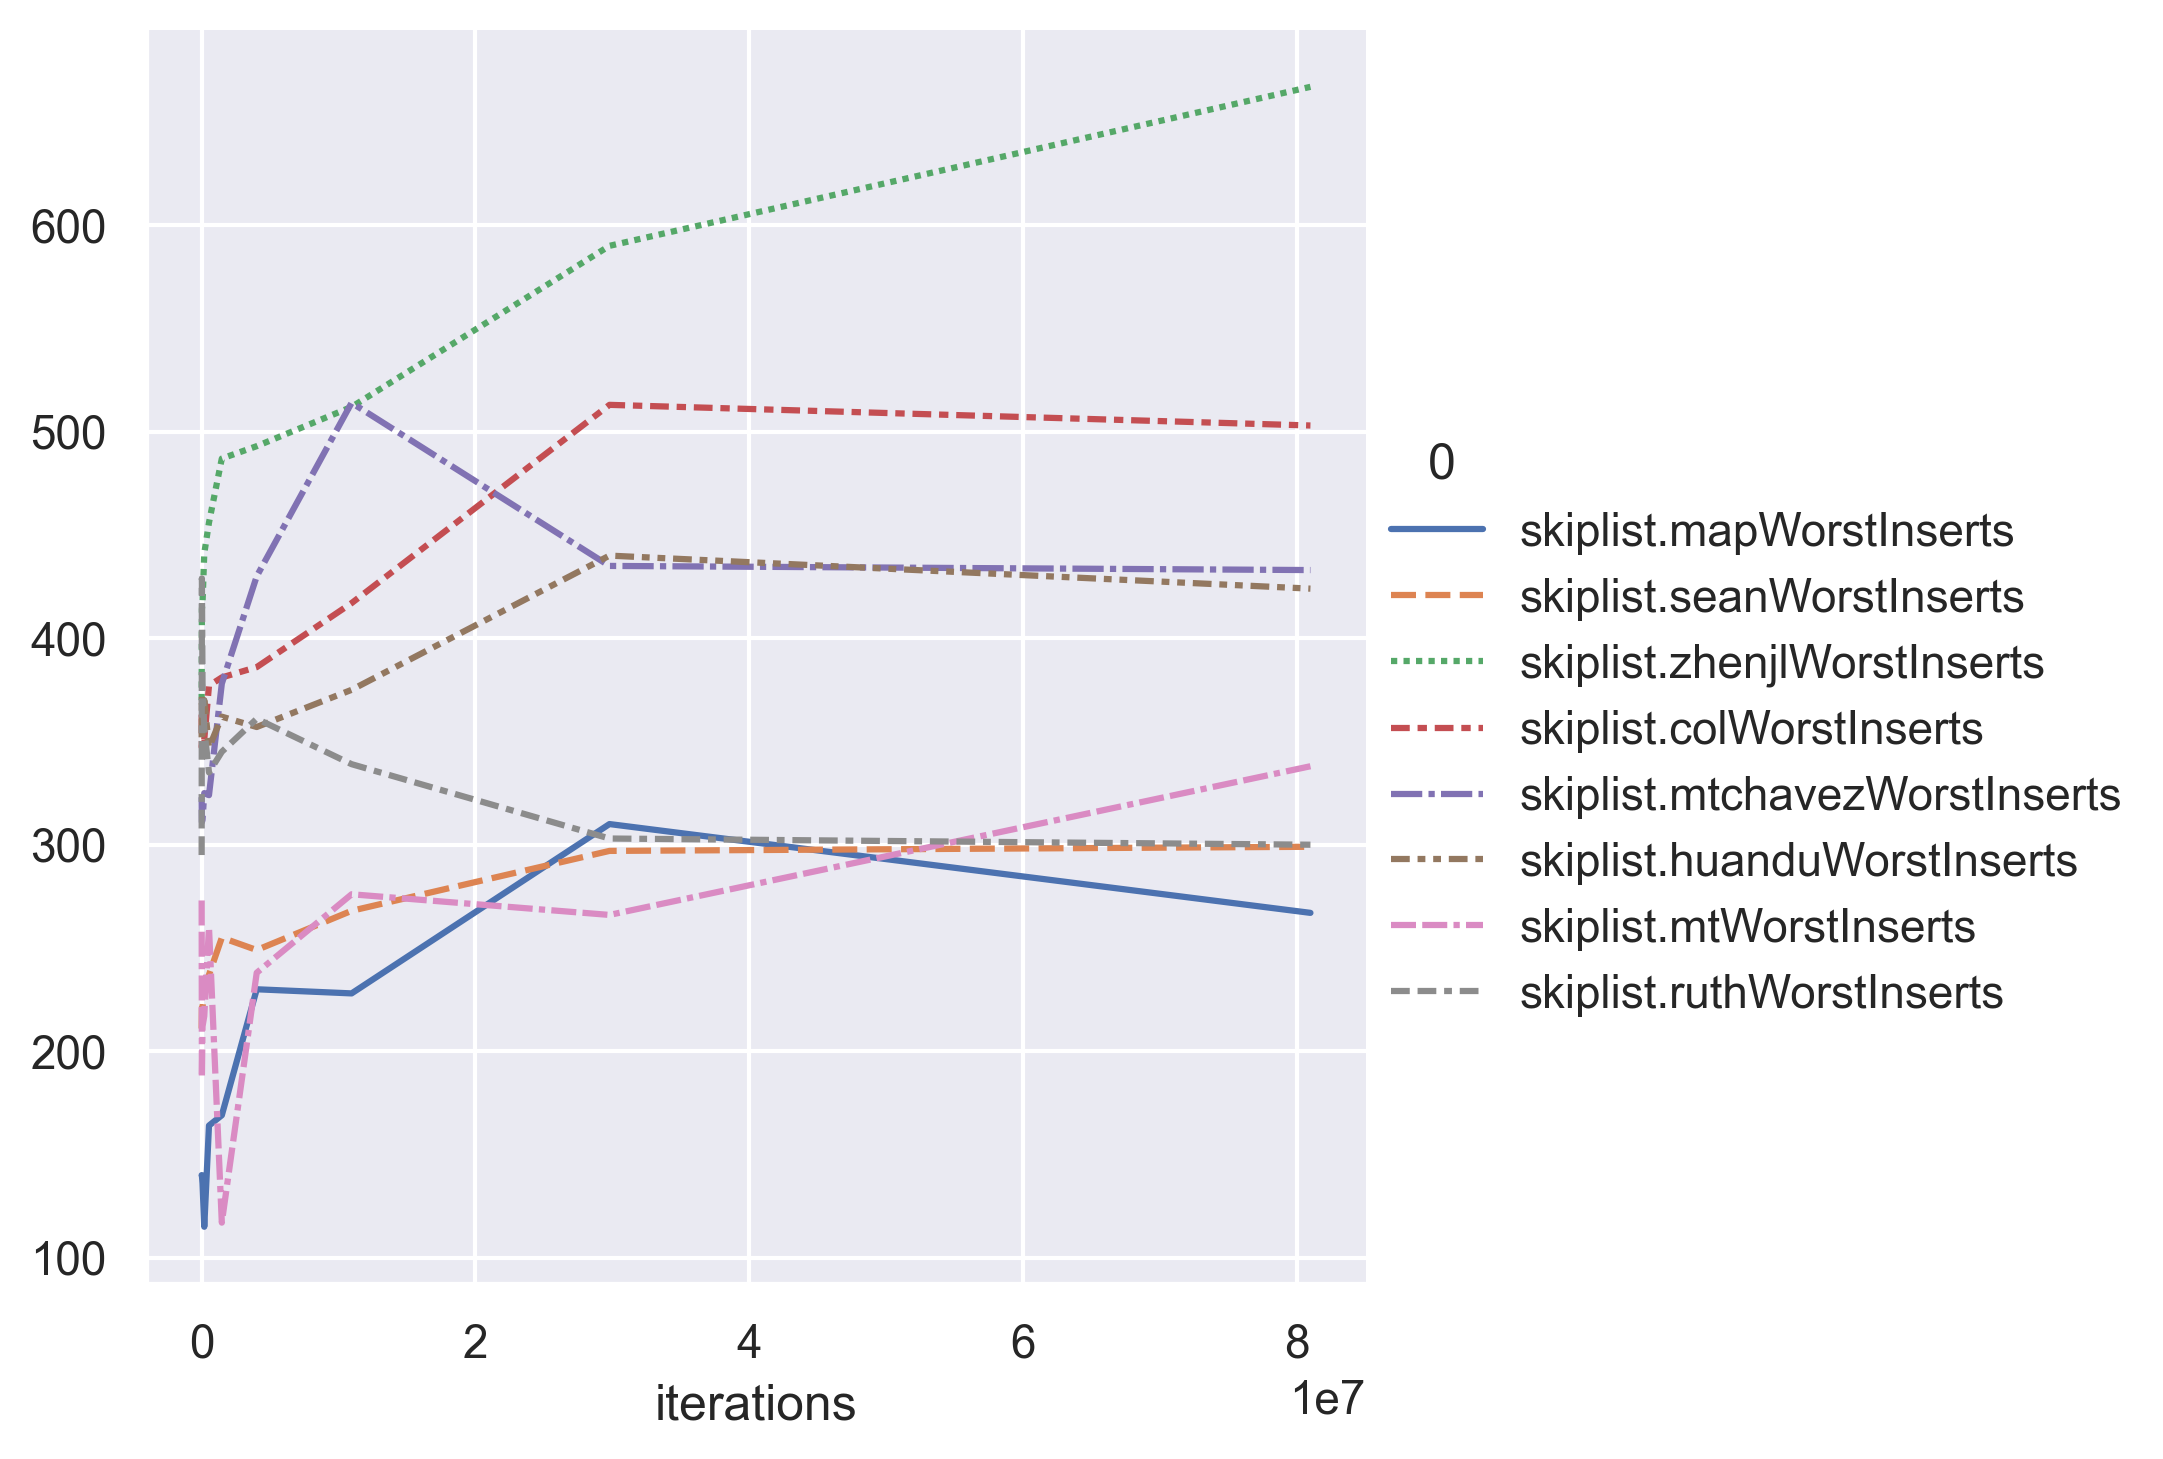 600
500
400
300
200
100
0
2
4
6
8
1e7
iterations
0
skiplist.mapWorstInserts
skiplist.seanWorstInserts
skiplist.zhenjlWorstInserts
skiplist.colWorstInserts
skiplist.mtchavezWorstInserts
skiplist.huanduWorstInserts
skiplist.mtWorstInserts
skiplist.ruthWorstInserts